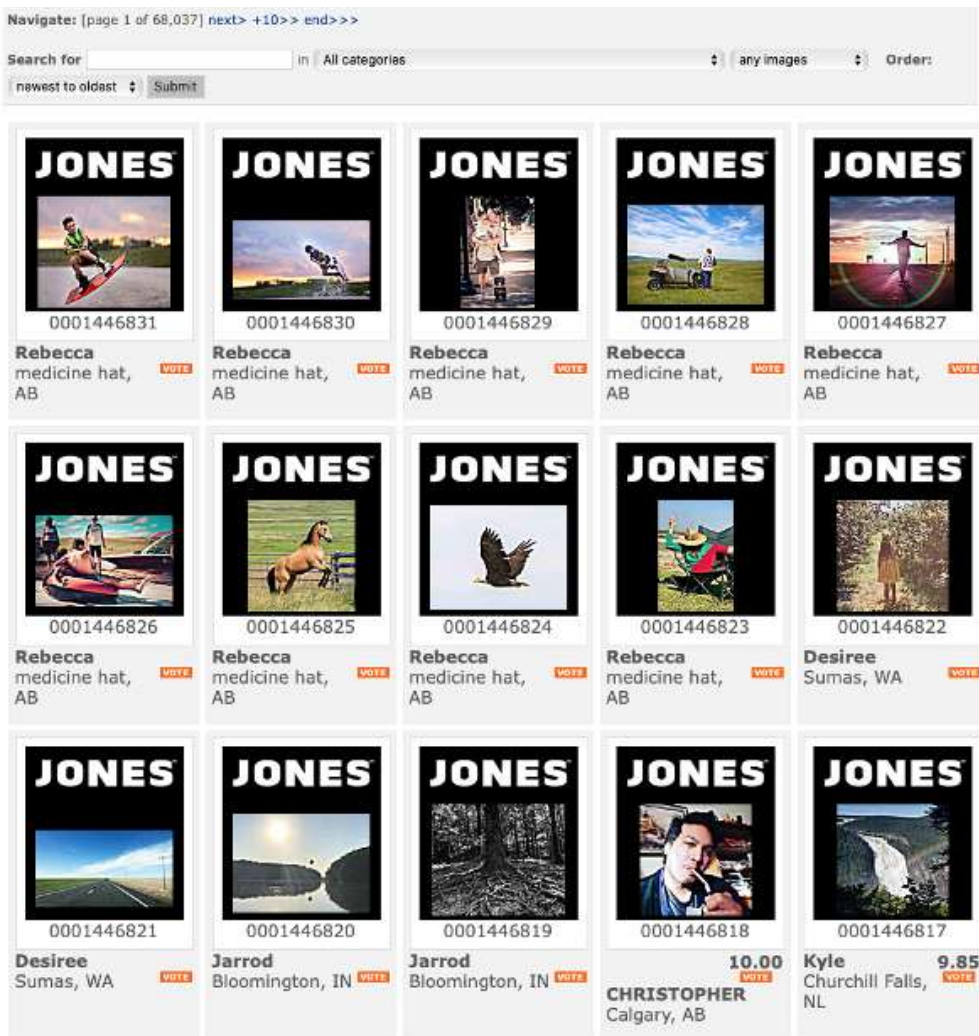 Navigate: [page 1 of 68,037] next> +10>> end>>>
Search for in All categories any images Order:
newest to oldest Submit
JONES JONES JONES JONES JONES
0001446831 0001446830 0001446829 0001446828 0001446827
Rebecca Rebecca Rebecca Rebecca Rebecca
medicine hat, VOTE medicine hat, VOTE medicine hat, VOTE medicine hat, VOTE medicine hat, VOTE
AB AB AB AB AB
JONES JONES JONES JONES JONES
0001446826 0001446825 0001446824 0001446823 0001446822
Rebecca Rebecca Rebecca Rebecca Desiree
medicine hat, VOTE medicine hat, VOTE medicine hat, VOTE medicine hat, VOTE Sumas, WA VOTE
AB AB AB AB
JONES JONES JONES JONES JONES
0001446821 0001446820 0001446819 0001446818 0001446817
Desiree Jarrod Jarrod 10.00 Kyle 9.85
Sumas, WA VOTE Bloomington, IN VOTE Bloomington, IN VOTE VOTE Churchill Falls, VOTE
CHRISTOPHER NL
Calgary, AB